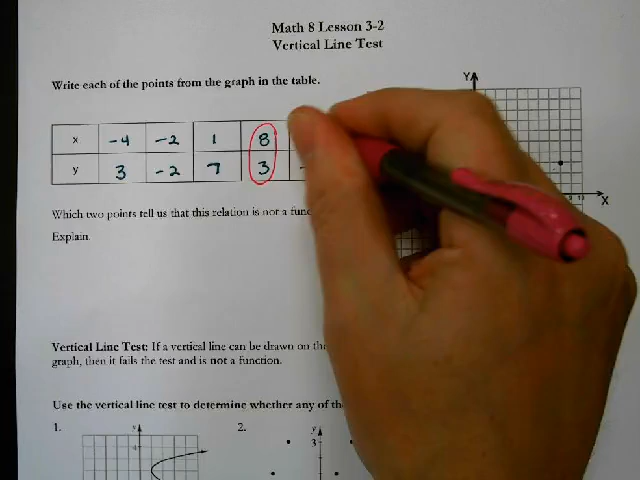 Math 8 Lesson 3-2
Vertical Line Test
Write each of the points from the graph in the table.
Y
x -4 -2 1 8
y 3 -2 7 3 -
X
Which two points tell us that this relation is not a
Explain.
Vertical Line Test: If a vertical line can be drawn on
graph, then it fails the test and is not a function.
Use the vertical line test to determine whether any of
1. 2.
x y
4 3